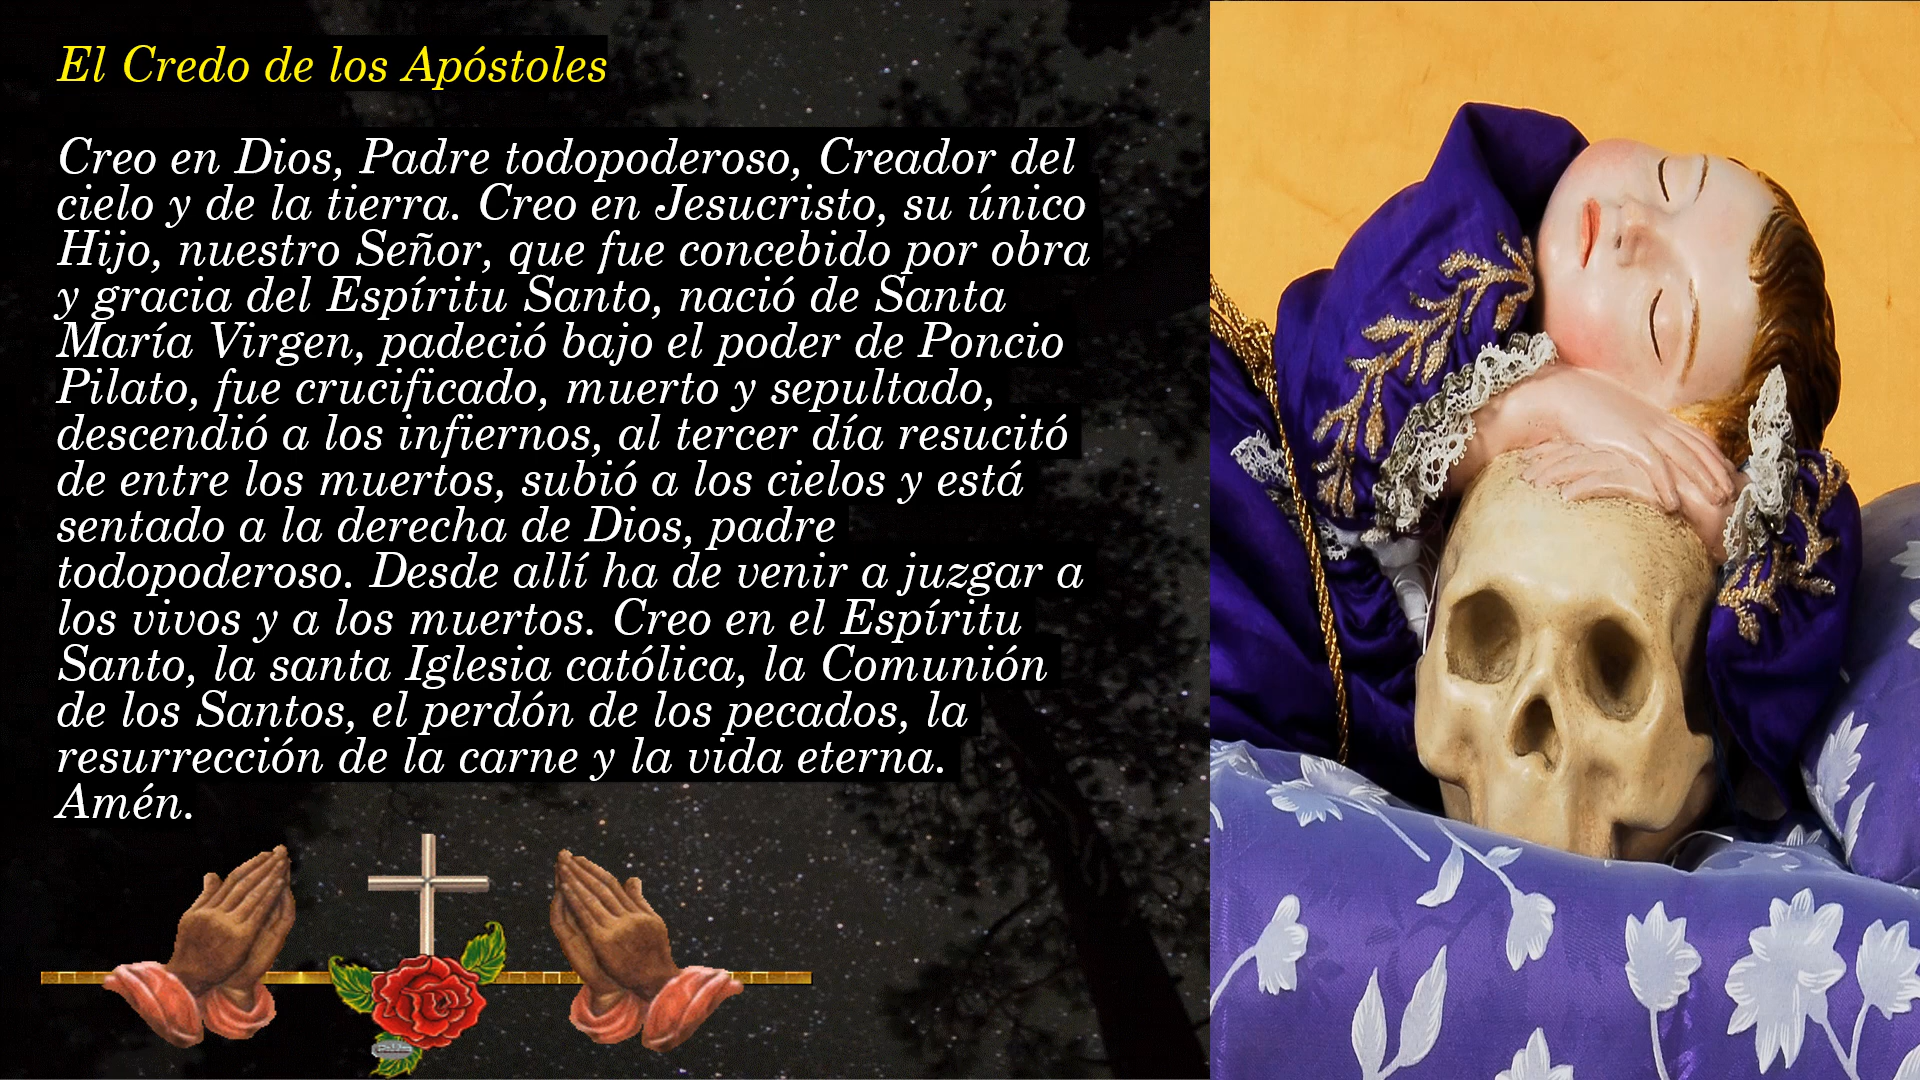 El Credo de los Apóstoles
Creo en Dios, Padre todopoderoso, Creador del
cielo y de la tierra. Creo en Jesucristo, su único
Hijo, nuestro Señor, que fue concebido por obra
y gracia del Espíritu Santo, nació de Santa
María Virgen, padeció bajo el poder de Poncio
Pilato, fue crucificado, muerto y sepultado,
descendió a los infiernos, al tercer día resucitó
de entre los muertos, subió a los cielos y está
sentado a la derecha de Dios, padre
todopoderoso. Desde allí ha de venir a juzgar a
los vivos y a los muertos. Creo en el Espíritu
Santo, la santa Iglesia católica, la Comunión
de los Santos, el perdón de los pecados, la
resurrección de la carne y la vida eterna.
Amén.